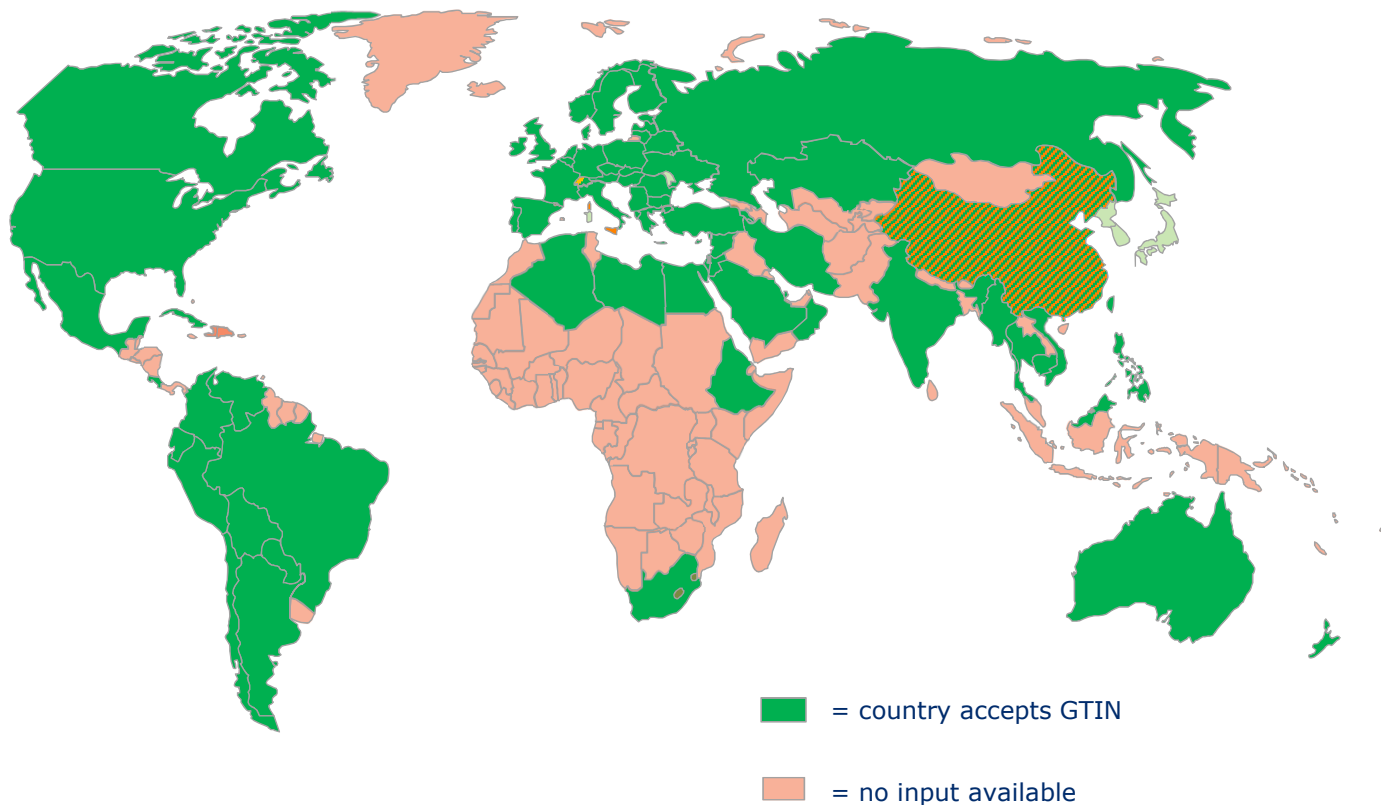 = country accepts GTIN
= no input available